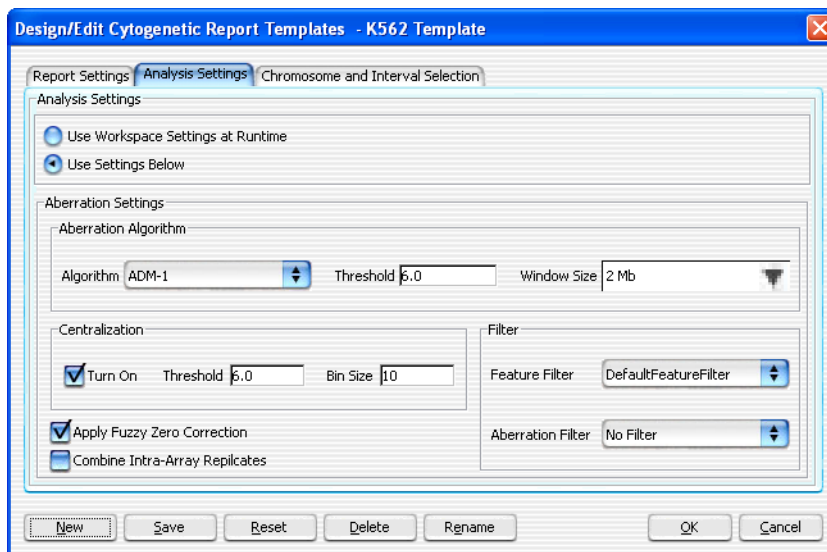 Design/Edit Cytogenetic Report Templates - K562 Template
Report Settings Analysis Settings Chromosome and Interval Selection
Analysis Settings
Use Workspace Settings at Runtime
Use Settings Below
Aberration Settings
Aberration Algorithm
Algorithm ADM-1 Threshold 6.0 Window Size 2 Mb
Centralization
Turn On Threshold 6.0 Bin Size 10
Filter
Feature Filter DefaultFeatureFilter
Apply Fuzzy Zero Correction
Aberration Filter No Filter
Combine Intra-Array Repilcates
New Save Reset Delete Rename OK Cancel